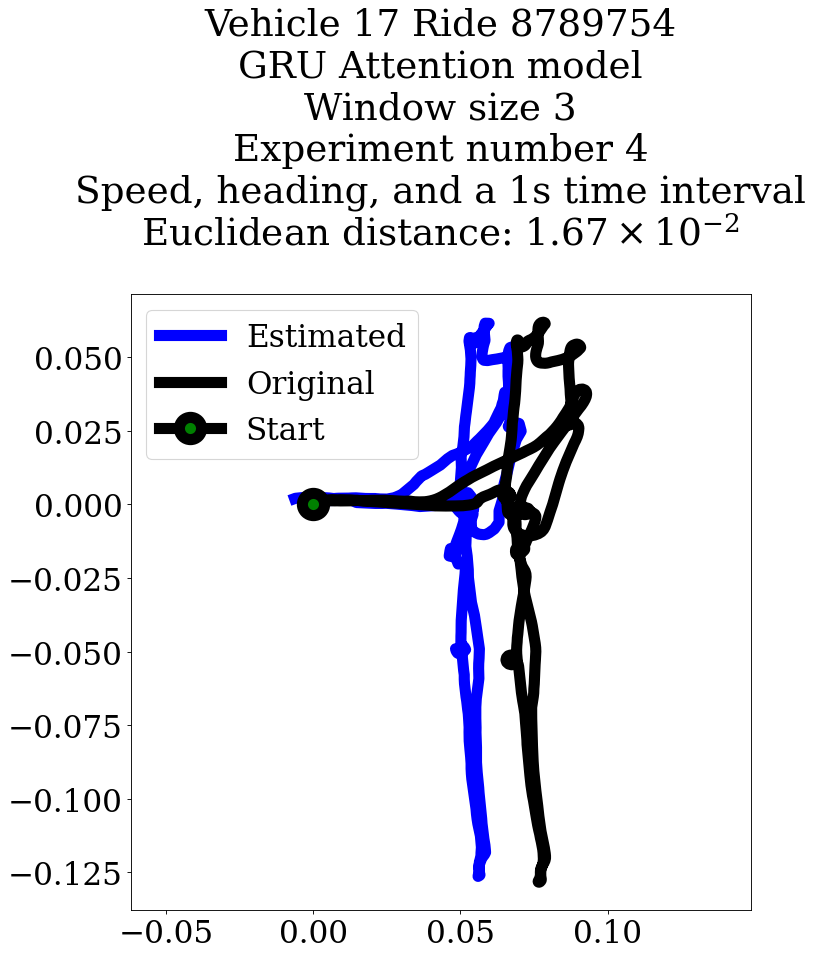 Vehicle 17 Ride 8789754
GRU Attention model
Window size 3
Experiment number 4
Speed, heading, and a 1s time interval
Euclidean distance: 1.67 × 10⁻²
Estimated
Original
Start
0.050
0.025
0.000
−0.025
−0.050
−0.075
−0.100
−0.125
−0.05
0.00
0.05
0.10